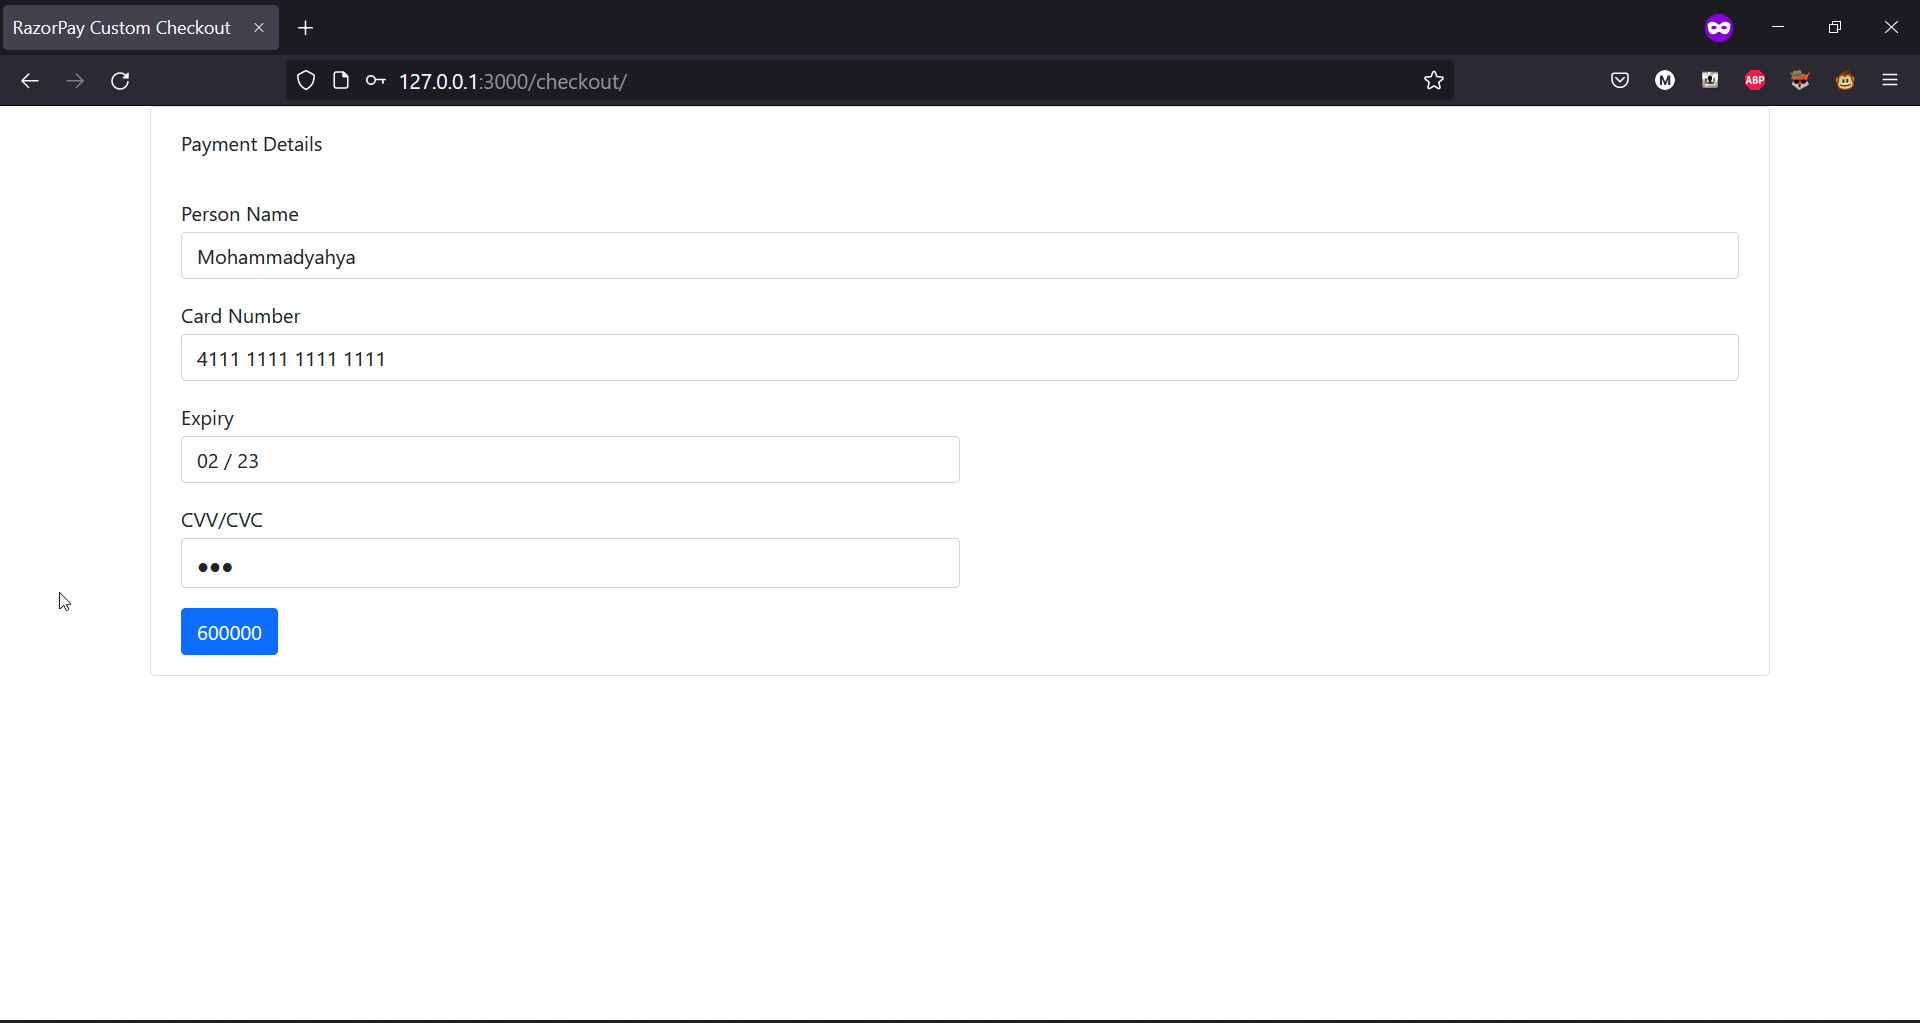 RazorPay Custom Checkout
127.0.0.1:3000/checkout/
M
ABP
Payment Details
Person Name
Mohammadyahya
Card Number
4111 1111 1111 1111
Expiry
02 / 23
CVV/CVC
●●●
600000